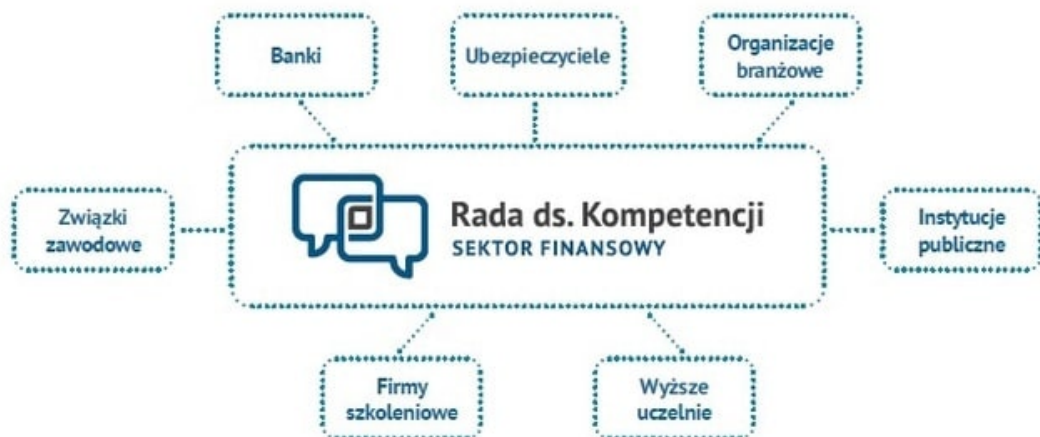 Banki
Ubezpieczyciele
Organizacje
branżowe
Związki
zawodowe
Rada ds. Kompetencji
SEKTOR FINANSOWY
Instytucje
publiczne
Firmy
szkoleniowe
Wyższe
uczelnie